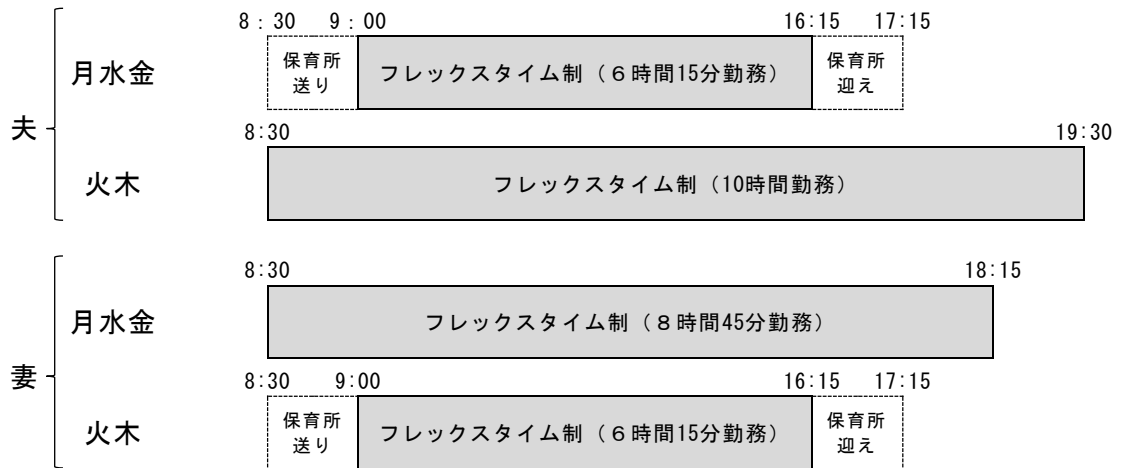 8：30 9：00 16:15 17:15
夫
月水金
保育所
送り
フレックスタイム制（６時間15分勤務）
保育所
迎え
8:30 19:30
火木
フレックスタイム制（10時間勤務）
妻
8:30 18:15
月水金
フレックスタイム制（８時間45分勤務）
8:30 9:00 16:15 17:15
火木
保育所
送り
フレックスタイム制（６時間15分勤務）
保育所
迎え